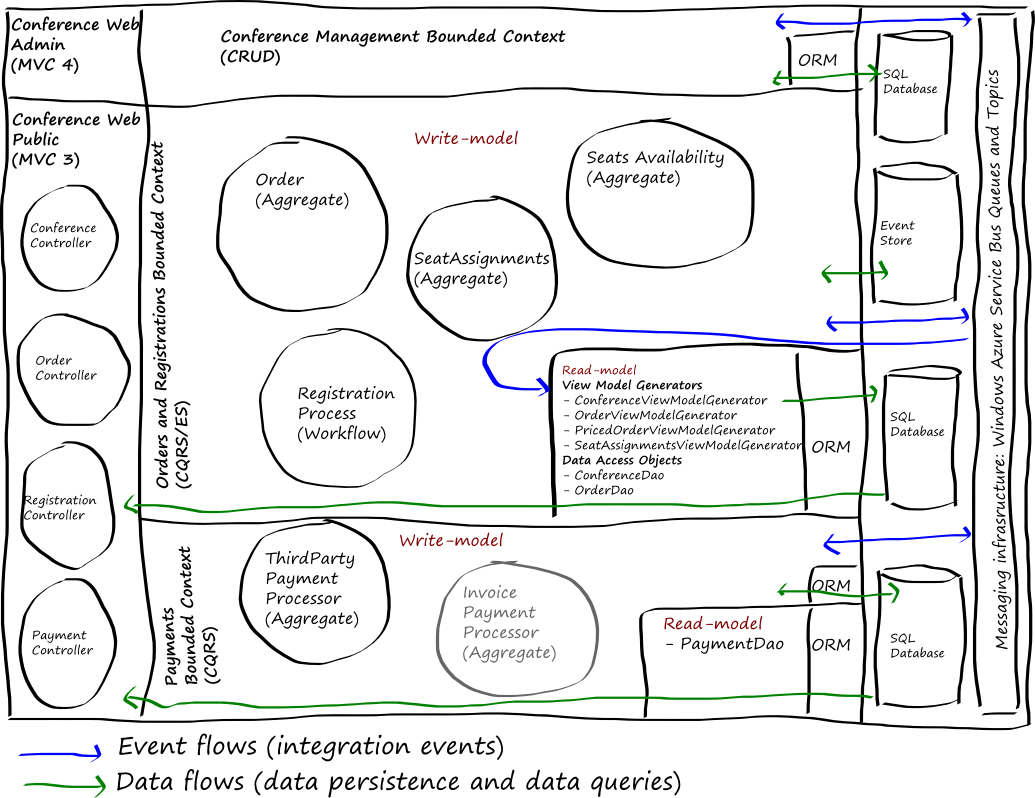 Conference Web
Admin
(MVC 4)
Conference Management Bounded Context
(CRUD)
ORM
SQL
Database
Conference Web
Public
(MVC 3)
Conference
Controller
Order
Controller
Registration
Controller
Payment
Controller
Orders and Registrations Bounded Context
(CQRS/ES)
Write-model
Order
(Aggregate)
SeatAssignments
(Aggregate)
Seats Availability
(Aggregate)
Registration
Process
(Workflow)
Event
Store
Read-model
View Model Generators
- ConferenceViewModelGenerator
- OrderViewModelGenerator
- PricedOrderViewModelGenerator
- SeatAssignmentsViewModelGenerator
Data Access Objects
- ConferenceDao
- OrderDao
ORM
SQL
Database
Payments
Bounded Context
(CQRS)
Write-model
ThirdParty
Payment
Processor
(Aggregate)
Invoice
Payment
Processor
(Aggregate)
ORM
Read-model
- PaymentDao
ORM
SQL
Database
Messaging infrasructure: Windows Azure Service Bus Queues and Topics
Event flows (integration events)
Data flows (data persistence and data queries)